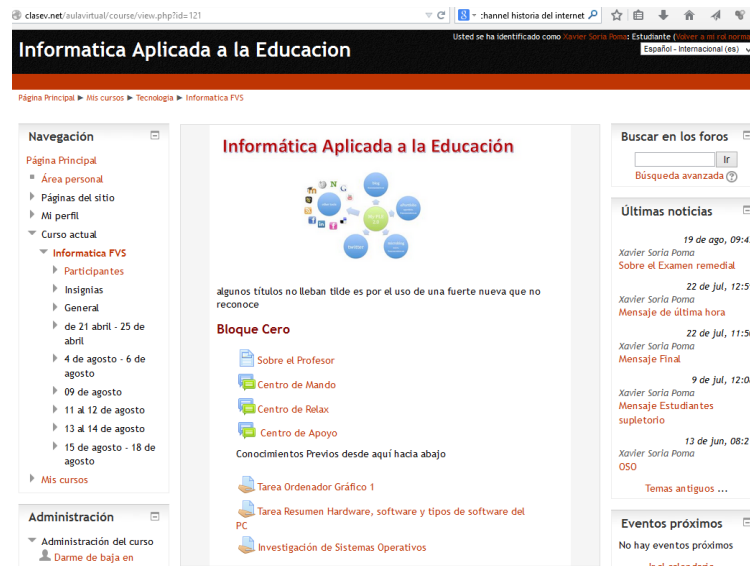 clasev.net/aulavirtual/course/view.php?id=121
:hannel historia del internet
Informatica Aplicada a la Educacion
Usted se ha identificado como Xavier Soria Poma: Estudiante (Volver a mi rol norma
Español - Internacional (es)
Página Principal ► Mis cursos ► Tecnología ► Informatica FVS
Navegación
Página Principal
Área personal
Páginas del sitio
Mi perfil
Curso actual
Informatica FVS
Participantes
Insignias
General
de 21 abril - 25 de
abril
4 de agosto - 6 de
agosto
09 de agosto
11 al 12 de agosto
13 al 14 de agosto
15 de agosto - 18 de
agosto
Mis cursos
Administración
Administración del curso
Darme de baja en
Informática Aplicada a la Educación
algunos títulos no lleban tilde es por el uso de una fuerte nueva que no
reconoce
Bloque Cero
Sobre el Profesor
Centro de Mando
Centro de Relax
Centro de Apoyo
Conocimientos Previos desde aquí hacia abajo
Tarea Ordenador Gráfico 1
Tarea Resumen Hardware, software y tipos de software del
PC
Investigación de Sistemas Operativos
Buscar en los foros
Ir
Búsqueda avanzada
Últimas noticias
19 de ago, 09:4
Xavier Soria Poma
Sobre el Examen remedial
22 de jul, 12:5
Xavier Soria Poma
Mensaje de última hora
22 de jul, 11:5
Xavier Soria Poma
Mensaje Final
9 de jul, 12:0
Xavier Soria Poma
Mensaje Estudiantes
supletorio
13 de jun, 08:2
Xavier Soria Poma
OSO
Temas antiguos ...
Eventos próximos
No hay eventos próximos